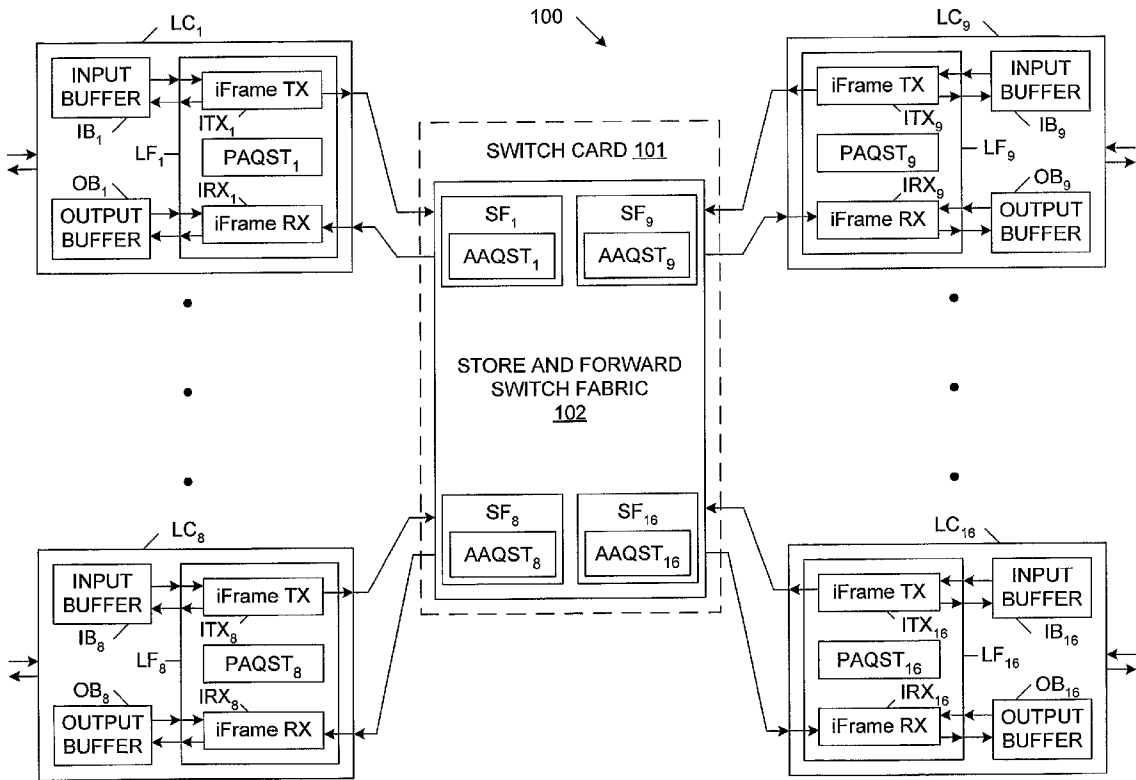 100
LC1
INPUT
BUFFER
IB1
iFrame TX
ITX1
LF1
PAQST1
OB1
IRX1
OUTPUT
BUFFER
iFrame RX
SWITCH CARD 101
SF1
AAQST1
SF9
AAQST9
STORE AND FORWARD
SWITCH FABRIC
102
SF8
AAQST8
SF16
AAQST16
LC9
iFrame TX
INPUT
BUFFER
ITX9
IB9
PAQST9
LF9
IRX9
OB9
iFrame RX
OUTPUT
BUFFER
LC8
INPUT
BUFFER
IB8
iFrame TX
ITX8
LF8
PAQST8
OB8
IRX8
OUTPUT
BUFFER
iFrame RX
LC16
iFrame TX
INPUT
BUFFER
ITX16
IB16
PAQST16
LF16
IRX16
OB16
iFrame RX
OUTPUT
BUFFER